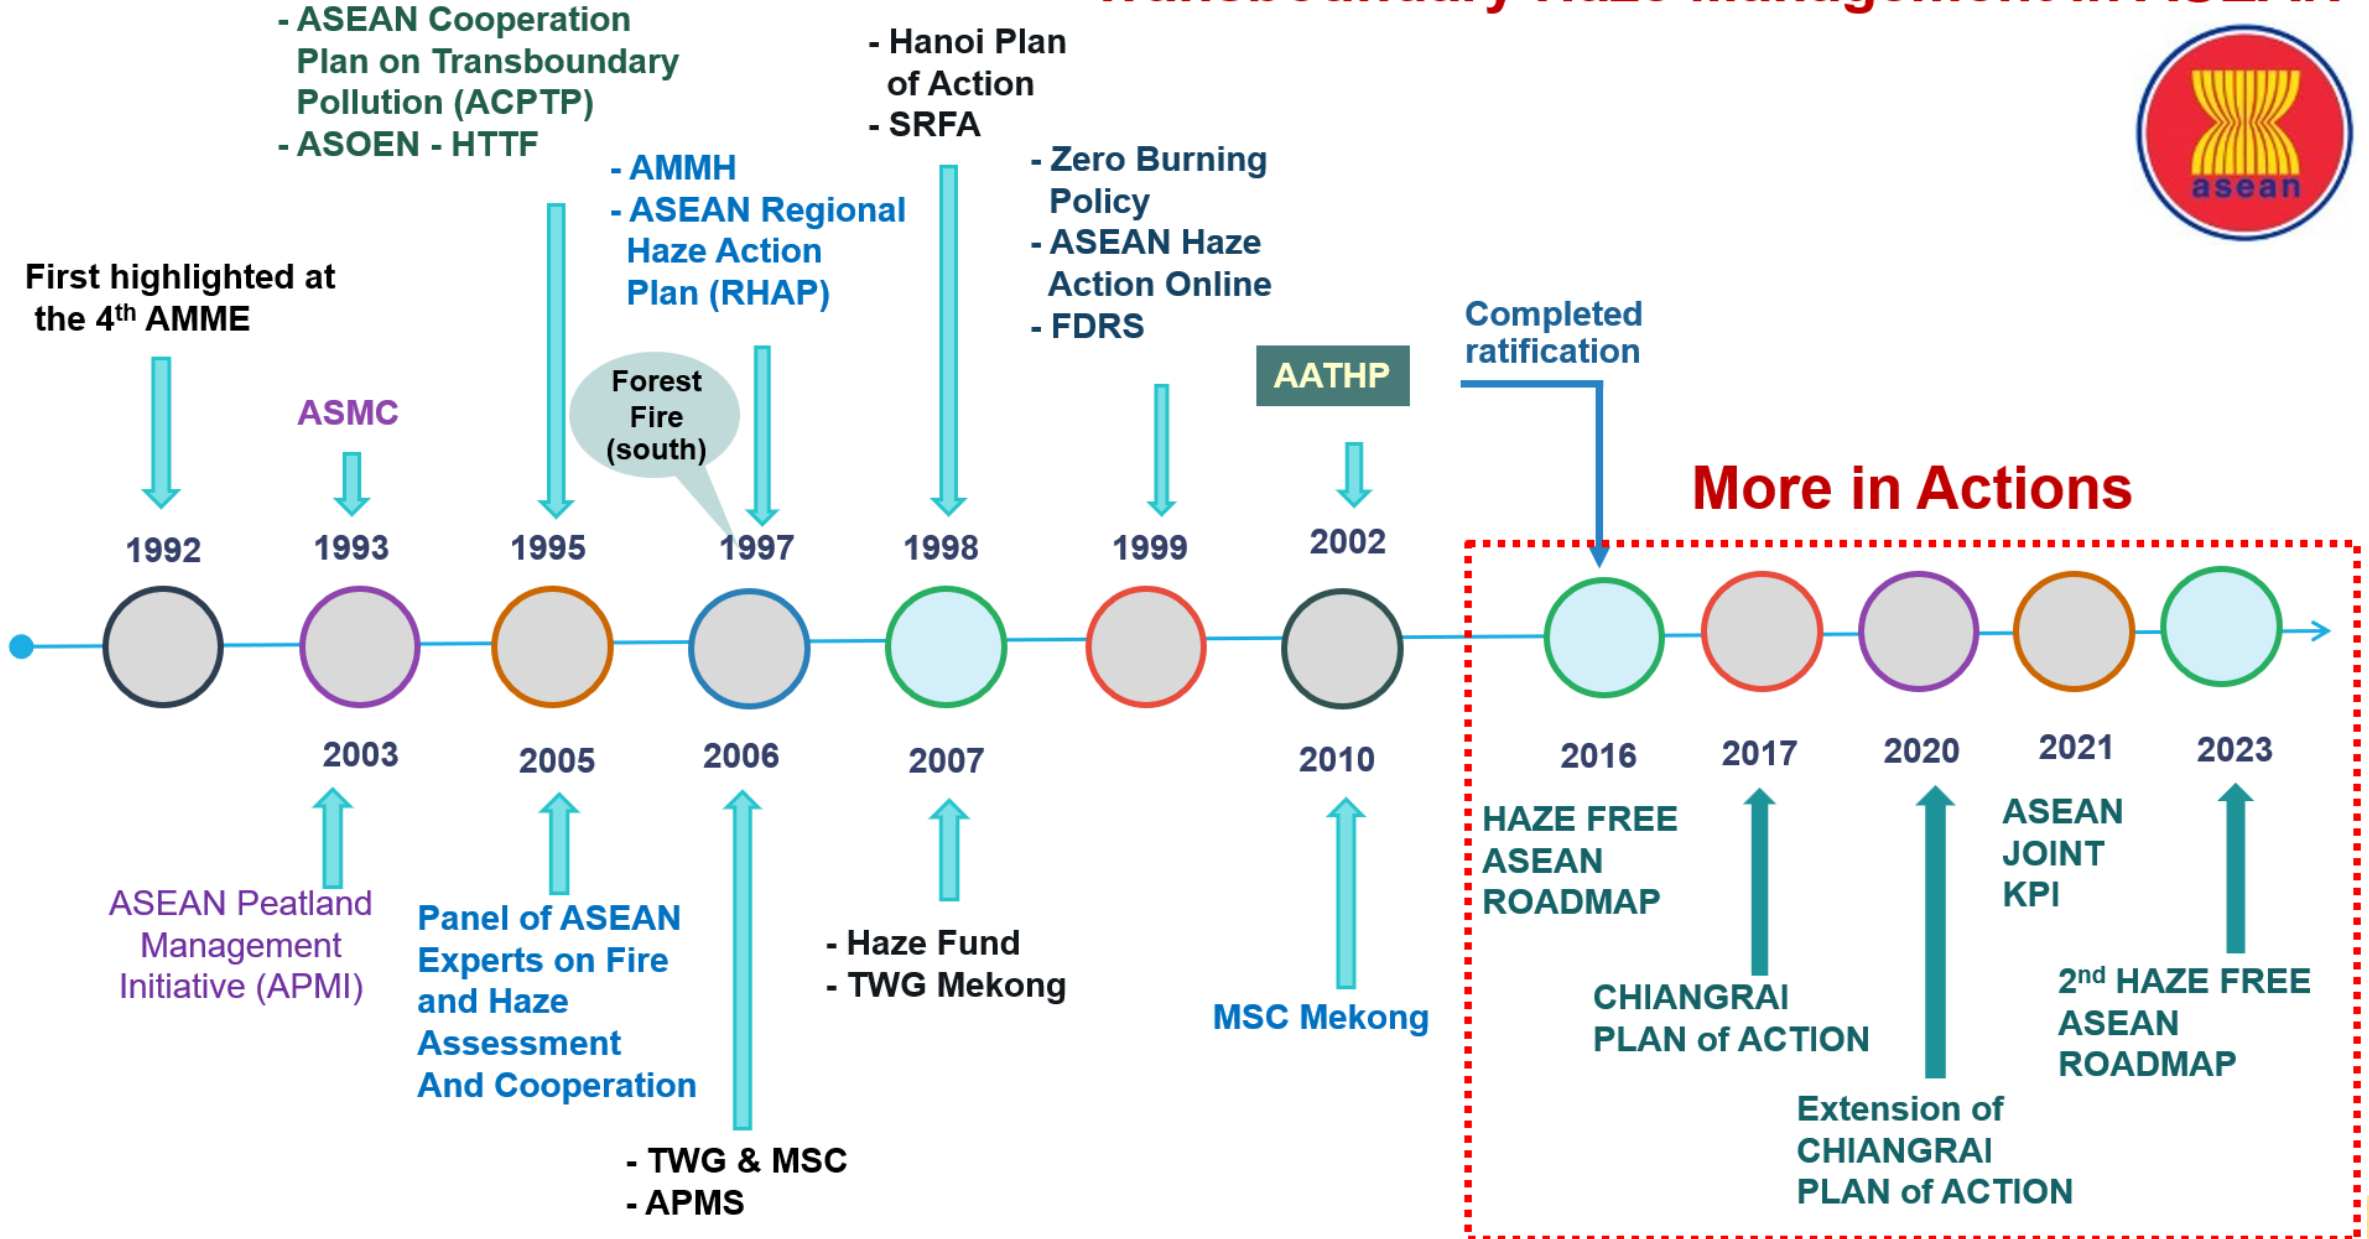 Transboundary Haze Management in ASEAN
- ASEAN Cooperation
Plan on Transboundary
Pollution (ACPTP)
- ASOEN - HTTF
- Hanoi Plan
of Action
- SRFA
asean
- AMMH
- ASEAN Regional
Haze Action
Plan (RHAP)
- Zero Burning
Policy
- ASEAN Haze
Action Online
- FDRS
First highlighted at
the 4th AMME
ASMC
Forest
Fire
(south)
AATHP
Completed
ratification
More in Actions
1992
1993
1995
1997
1998
1999
2002
2003
2005
2006
2007
2010
2016
2017
2020
2021
2023
ASEAN Peatland
Management
Initiative (APMI)
Panel of ASEAN
Experts on Fire
and Haze
Assessment
And Cooperation
- TWG & MSC
- APMS
- Haze Fund
- TWG Mekong
MSC Mekong
HAZE FREE
ASEAN
ROADMAP
CHIANGRAI
PLAN of ACTION
Extension of
CHIANGRAI
PLAN of ACTION
ASEAN
JOINT
KPI
2nd HAZE FREE
ASEAN
ROADMAP